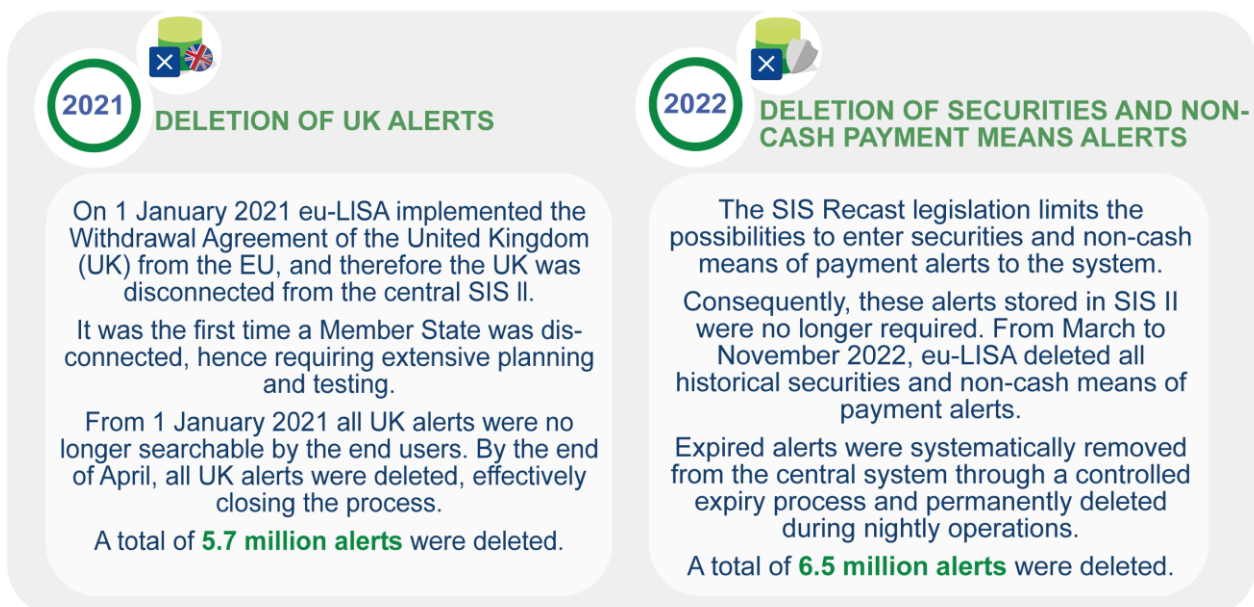 2021
DELETION OF UK ALERTS
On 1 January 2021 eu-LISA implemented the
Withdrawal Agreement of the United Kingdom
(UK) from the EU, and therefore the UK was
disconnected from the central SIS II.
It was the first time a Member State was dis-
connected, hence requiring extensive planning
and testing.
From 1 January 2021 all UK alerts were no
longer searchable by the end users. By the end
of April, all UK alerts were deleted, effectively
closing the process.
A total of 5.7 million alerts were deleted.
2022
DELETION OF SECURITIES AND NON-
CASH PAYMENT MEANS ALERTS
The SIS Recast legislation limits the
possibilities to enter securities and non-cash
means of payment alerts to the system.
Consequently, these alerts stored in SIS II
were no longer required. From March to
November 2022, eu-LISA deleted all
historical securities and non-cash means of
payment alerts.
Expired alerts were systematically removed
from the central system through a controlled
expiry process and permanently deleted
during nightly operations.
A total of 6.5 million alerts were deleted.